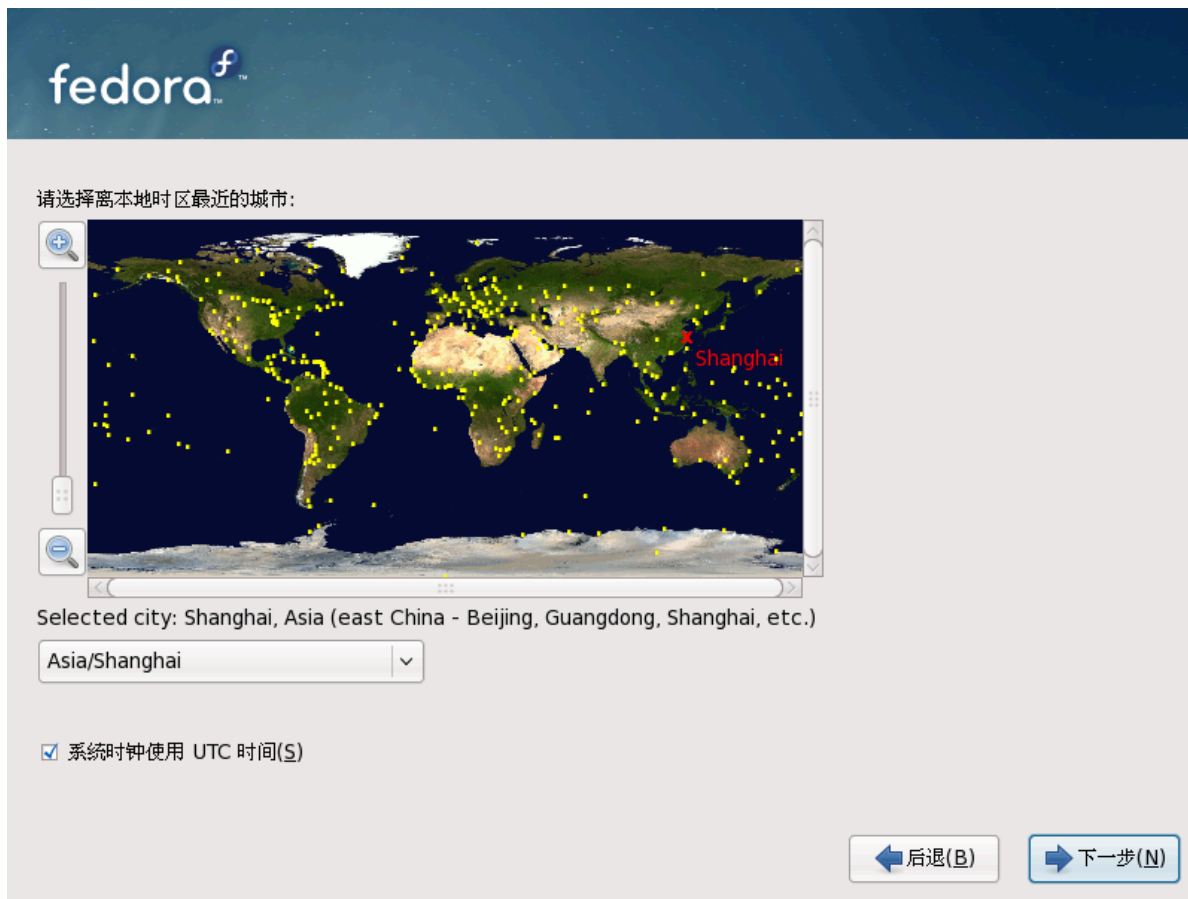 fedora f ™
™
请选择离本地时区最近的城市:
Shanghai
Selected city: Shanghai, Asia (east China - Beijing, Guangdong, Shanghai, etc.)
Asia/Shanghai
系统时钟使用 UTC 时间(S)
后退(B)
下一步(N)